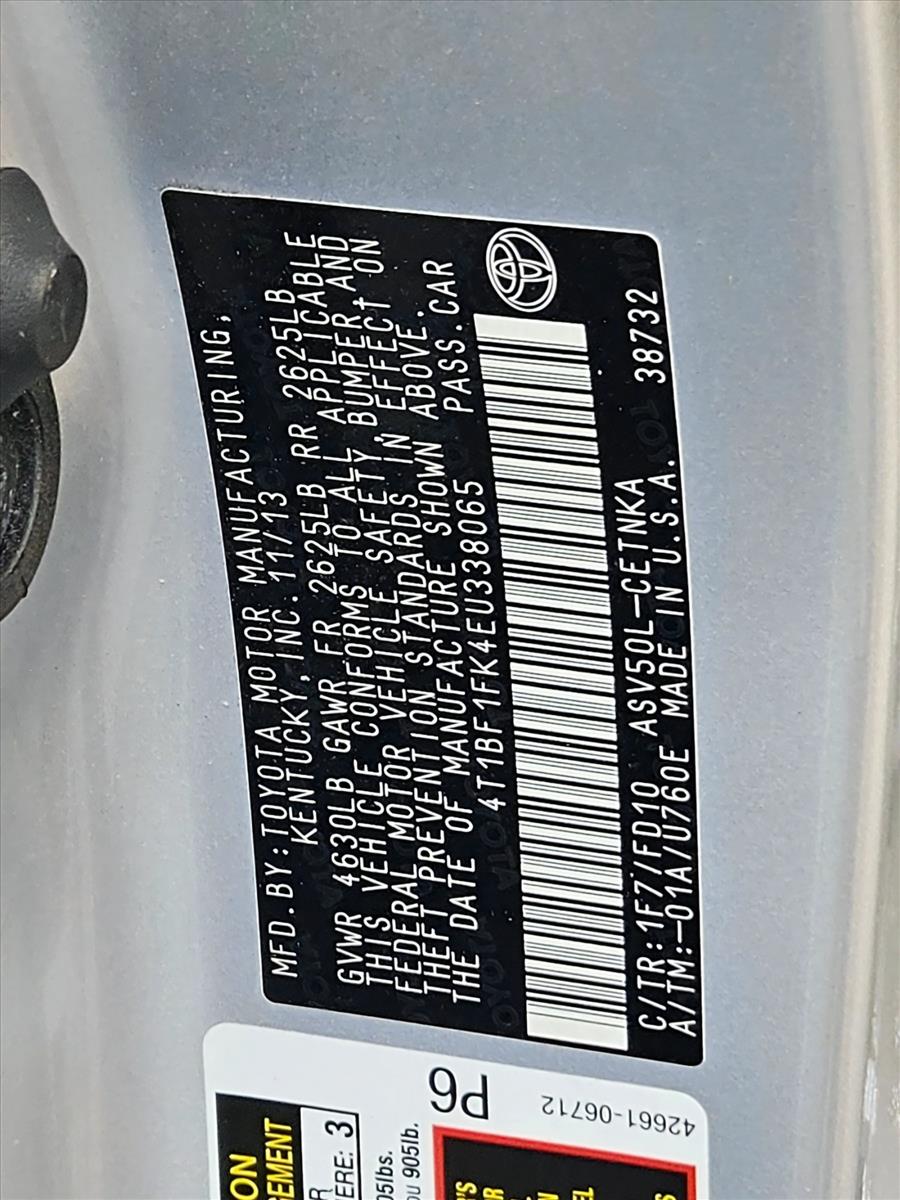 MFD.BY:TOYOTA MOTOR MANUFACTURING,
KENTUCKY,INC. 11/13
GVWR 4630LB GAWR FR 2625LB RR 2625LB
THIS VEHICLE CONFORMS TO ALL APPLICABLE
FEDERAL MOTOR VEHICLE SAFETY, BUMPER, AND
THEFT PREVENTION STANDARDS IN EFFECT ON
THE DATE OF MANUFACTURE SHOWN ABOVE.
4T1BF1FK4EU338065 PASS.CAR
C/TR:1F7/FD10 ASV50L-CETNKA
A/TM:-01A/U760E MADE IN U.S.A. 38732
P6
42661-06712
3
905lb.